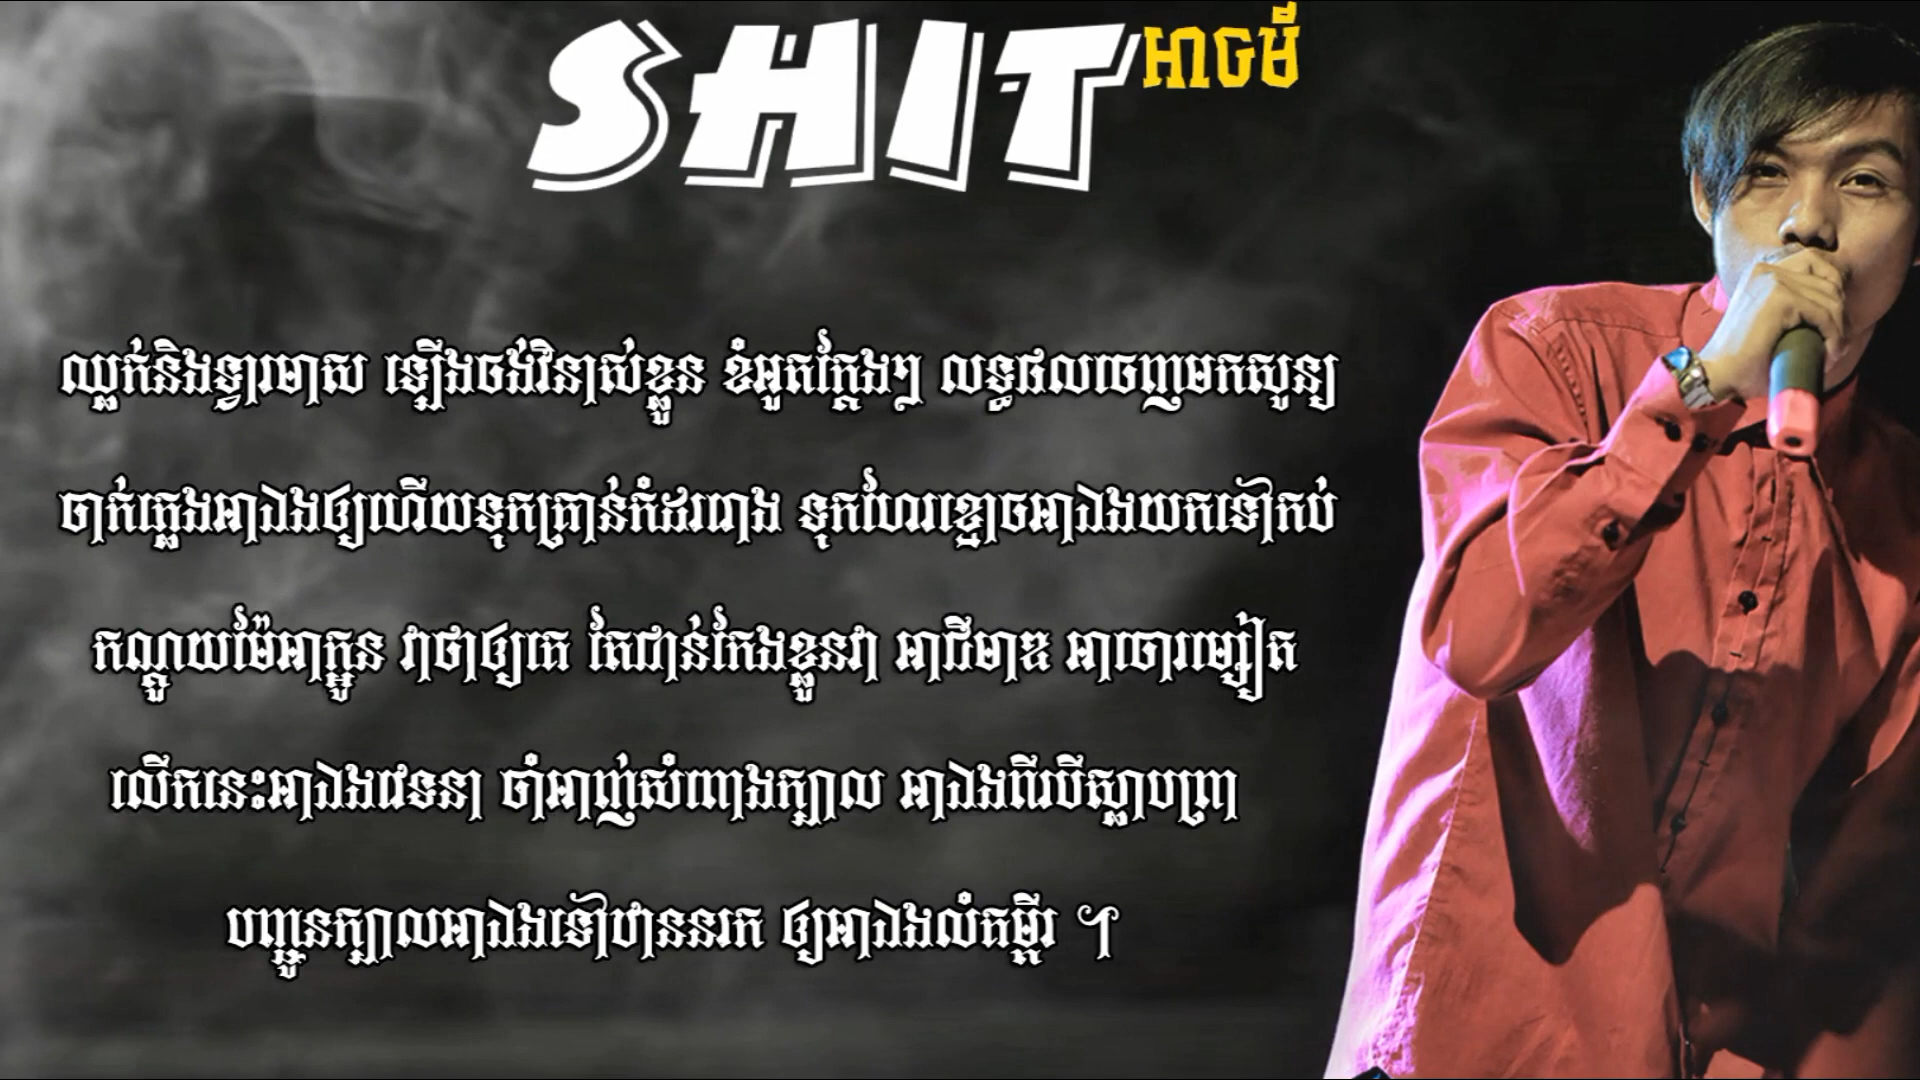 SHIT អាចមី
ឈ្លក់និងទ្វារមាស ឡើងចង់វិនាស់ខ្លួន ខំអួតក្ដែងៗ លទ្ធផលចេញមកសូន្យ
ចាក់ភ្លេងអាឯងឲ្យហើយទុកគ្រាន់កំដររោង ទុកហែរខ្មោចអាឯងយកទៅកប់
កណ្ដួយម៉ែអាក្អួន វាថាឲ្យគេ តែជាន់កែងខ្លួនវា អាជីមាឌ អាចោរម្សៀត
លើកនេះអាឯងវេទនា ចាំអាញ់សំពោងក្បាល អាឯងពីរបីស្លាបព្រា
បញ្ជូនក្បាលអាឯងទៅឋាននរក ឲ្យអាឯងលំគម្ពីរ ។